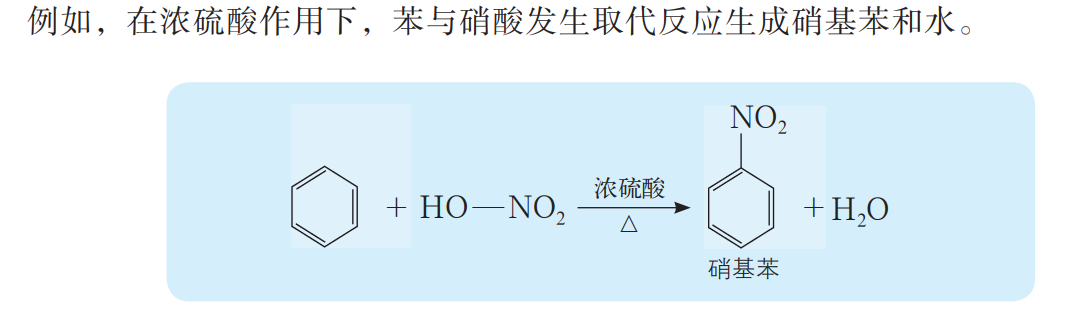 例如，在浓硫酸作用下，苯与硝酸发生取代反应生成硝基苯和水。
NO₂
浓硫酸
+ HO—NO₂ + H₂O
△
硝基苯